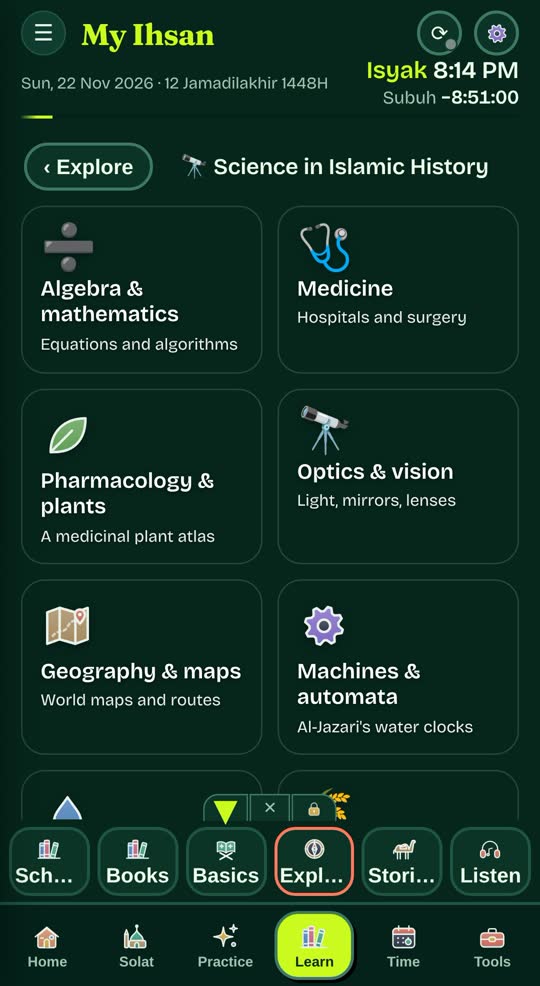 My Ihsan
Sun, 22 Nov 2026 · 12 Jamadilakhir 1448H
Isyak 8:14 PM
Subuh −8:51:00
‹ Explore
Science in Islamic History
Algebra &
mathematics
Equations and algorithms
Medicine
Hospitals and surgery
Pharmacology &
plants
A medicinal plant atlas
Optics & vision
Light, mirrors, lenses
Geography & maps
World maps and routes
Machines &
automata
Al-Jazari's water clocks
Sch...
Books
Basics
Expl...
Stori...
Listen
Home
Solat
Practice
Learn
Time
Tools